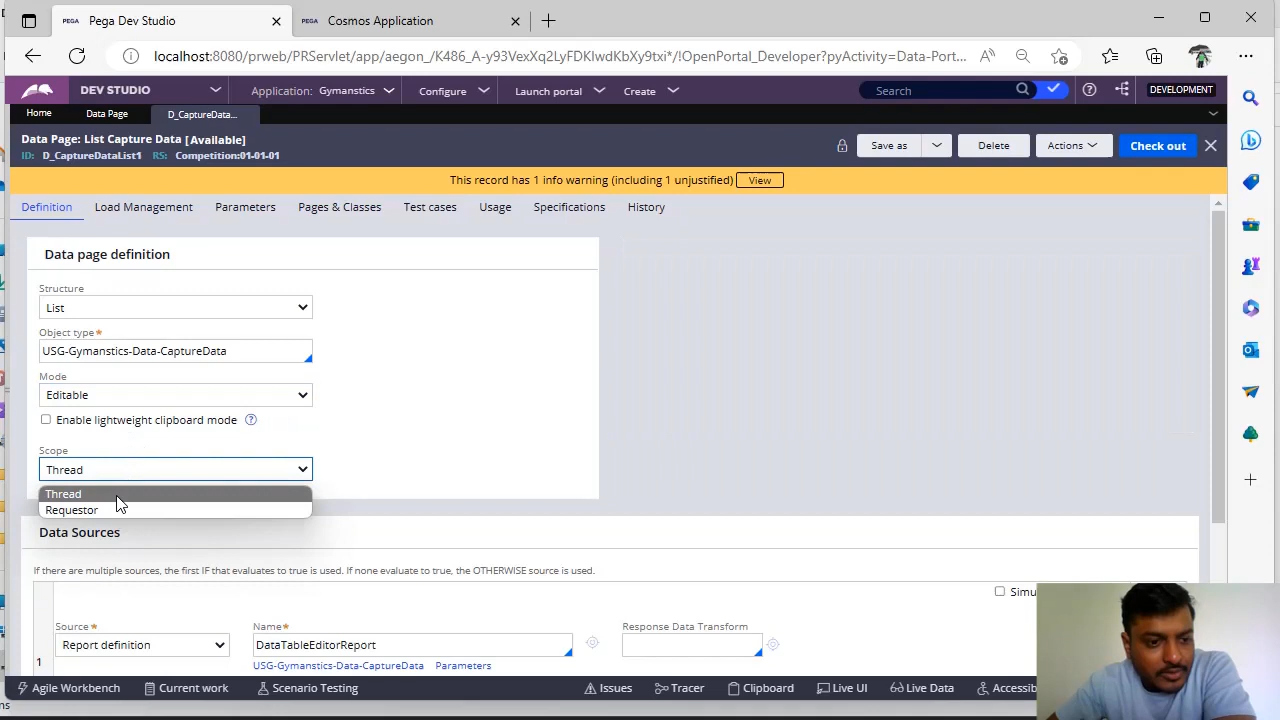 PEGA Pega Dev Studio
PEGA Cosmos Application
localhost:8080/prweb/PRServlet/app/aegon_/K486_A-y93VexXq2LyFDKlwdKbXy9txi*/!OpenPortal_Developer?pyActivity=Data-Port...
DEV STUDIO
Application: Gymanstics
Configure
Launch portal
Create
Search
DEVELOPMENT
Home
Data Page
D_CaptureData...
Data Page: List Capture Data [Available]
ID: D_CaptureDataList1 RS: Competition:01-01-01
Save as
Delete
Actions
Check out
This record has 1 info warning (including 1 unjustified) View
Definition
Load Management
Parameters
Pages & Classes
Test cases
Usage
Specifications
History
Data page definition
Structure
List
Object type*
USG-Gymanstics-Data-CaptureData
Mode
Editable
Enable lightweight clipboard mode ?
Scope
Thread
Thread
Requestor
Data Sources
If there are multiple sources, the first IF that evaluates to true is used. If none evaluate to true, the OTHERWISE source is used.
Simu
Source*
Name*
Response Data Transform
Report definition
DataTableEditorReport
1
USG-Gymanstics-Data-CaptureData Parameters
Agile Workbench
Current work
Scenario Testing
Issues
Tracer
Clipboard
Live UI
Live Data
Accessib